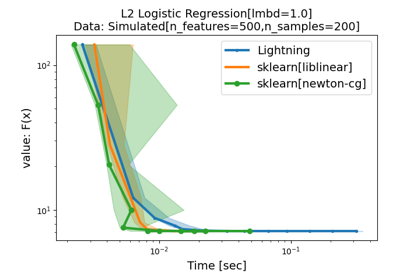 L2 Logistic Regression[lmbd=1.0]
Data: Simulated[n_features=500,n_samples=200]
Lightning
sklearn[liblinear]
sklearn[newton-cg]
value: F(x)
10²
10¹
10⁻² 10⁻¹
Time [sec]